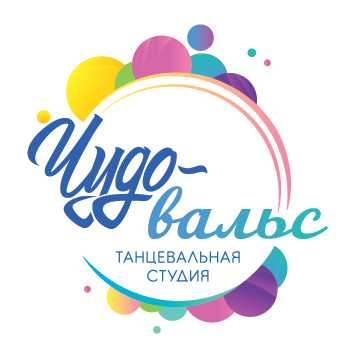 Чудо-
вальс
ТАНЦЕВАЛЬНАЯ
СТУДИЯ